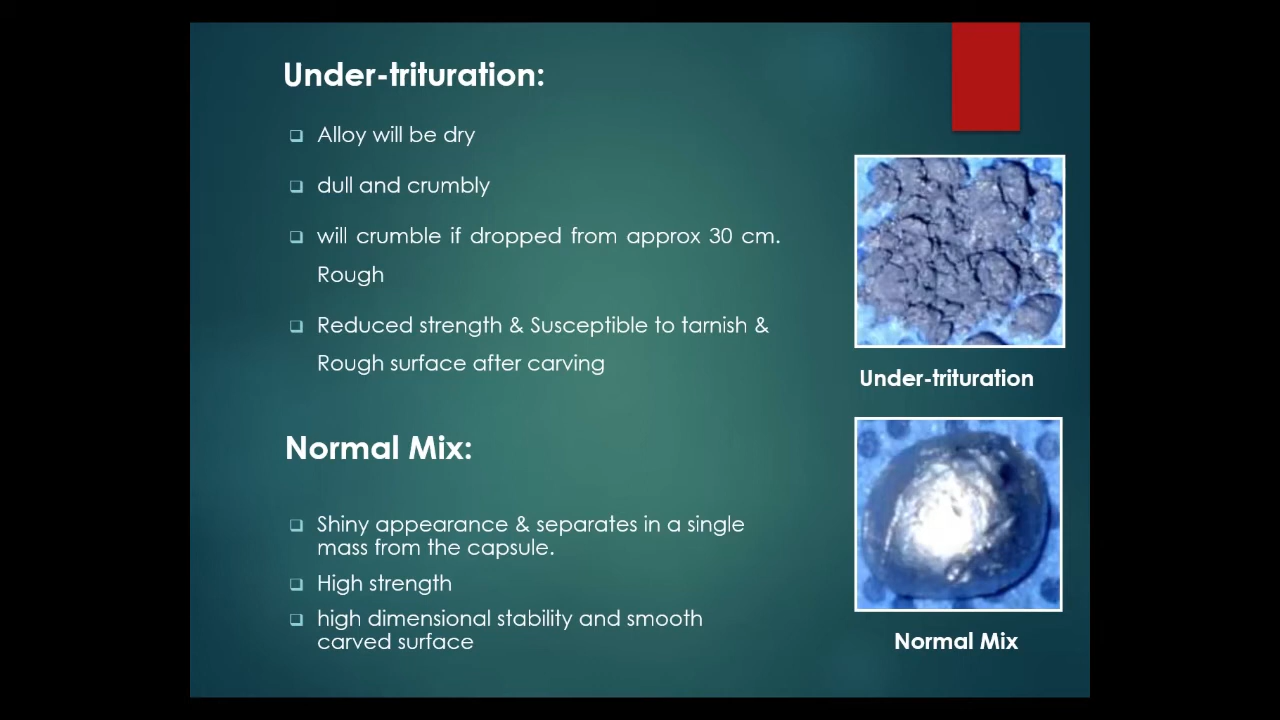 Under-trituration:
Alloy will be dry
dull and crumbly
will crumble if dropped from approx 30 cm.
Rough
Reduced strength & Susceptible to tarnish &
Rough surface after carving
Under-trituration
Normal Mix:
Shiny appearance & separates in a single
mass from the capsule.
High strength
high dimensional stability and smooth
carved surface
Normal Mix